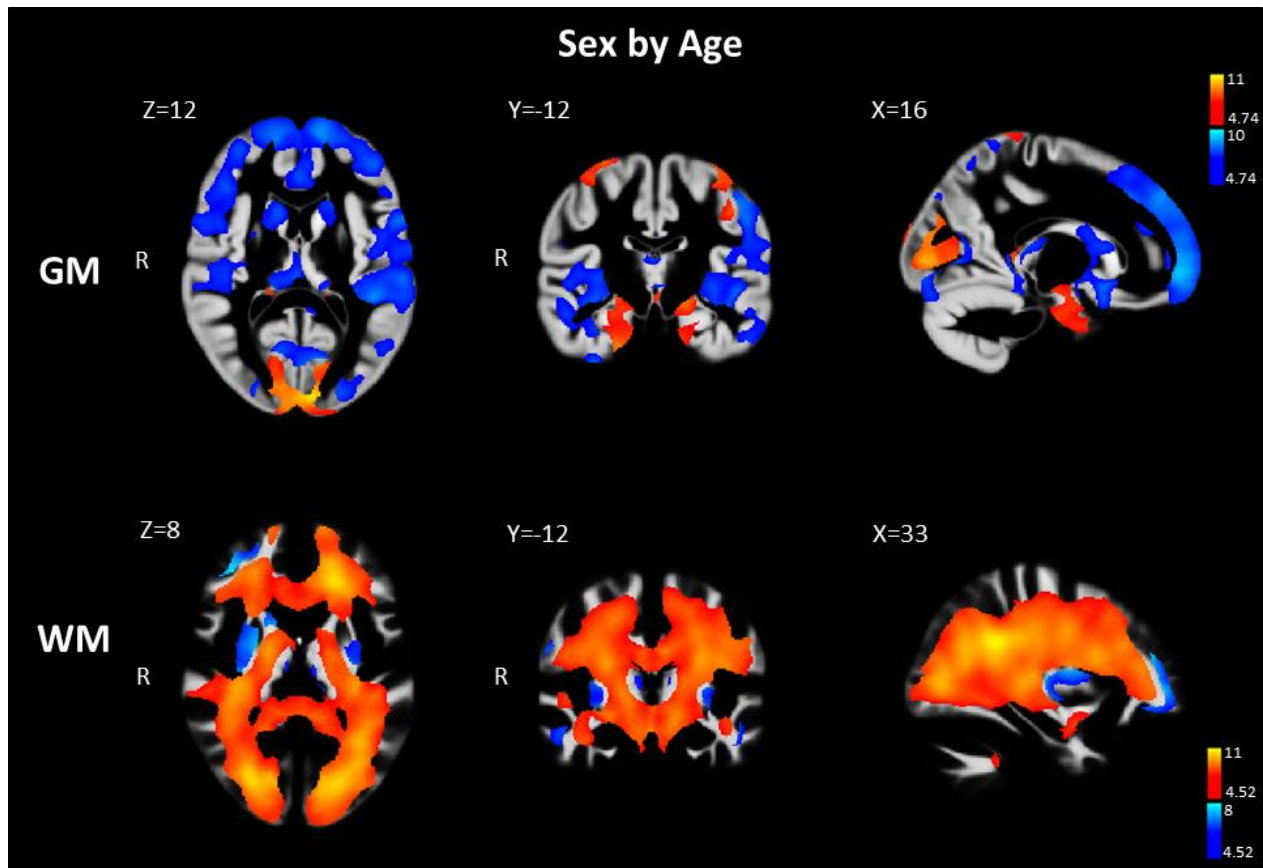 Sex by Age
Z=12
Y=-12
X=16
11
4.74
10
4.74
GM
R
R
Z=8
Y=-12
X=33
WM
R
R
11
4.52
8
4.52